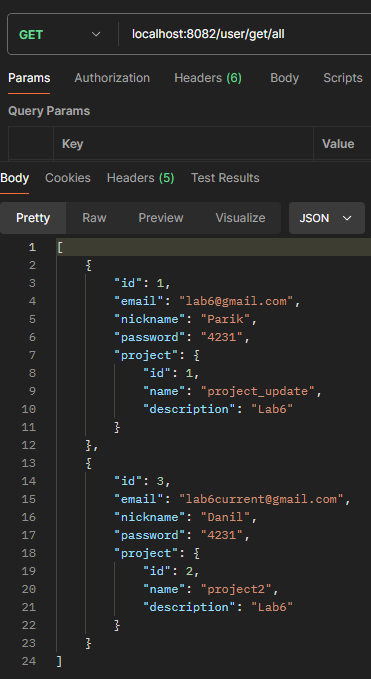 GET localhost:8082/user/get/all
Params Authorization Headers (6) Body Scripts
Query Params
Key Value
Body Cookies Headers (5) Test Results
Pretty Raw Preview Visualize JSON
1 [
2 {
3 "id": 1,
4 "email": "lab6@gmail.com",
5 "nickname": "Parik",
6 "password": "4231",
7 "project": {
8 "id": 1,
9 "name": "project_update",
10 "description": "Lab6"
11 }
12 },
13 {
14 "id": 3,
15 "email": "lab6current@gmail.com",
16 "nickname": "Danil",
17 "password": "4231",
18 "project": {
19 "id": 2,
20 "name": "project2",
21 "description": "Lab6"
22 }
23 }
24 ]